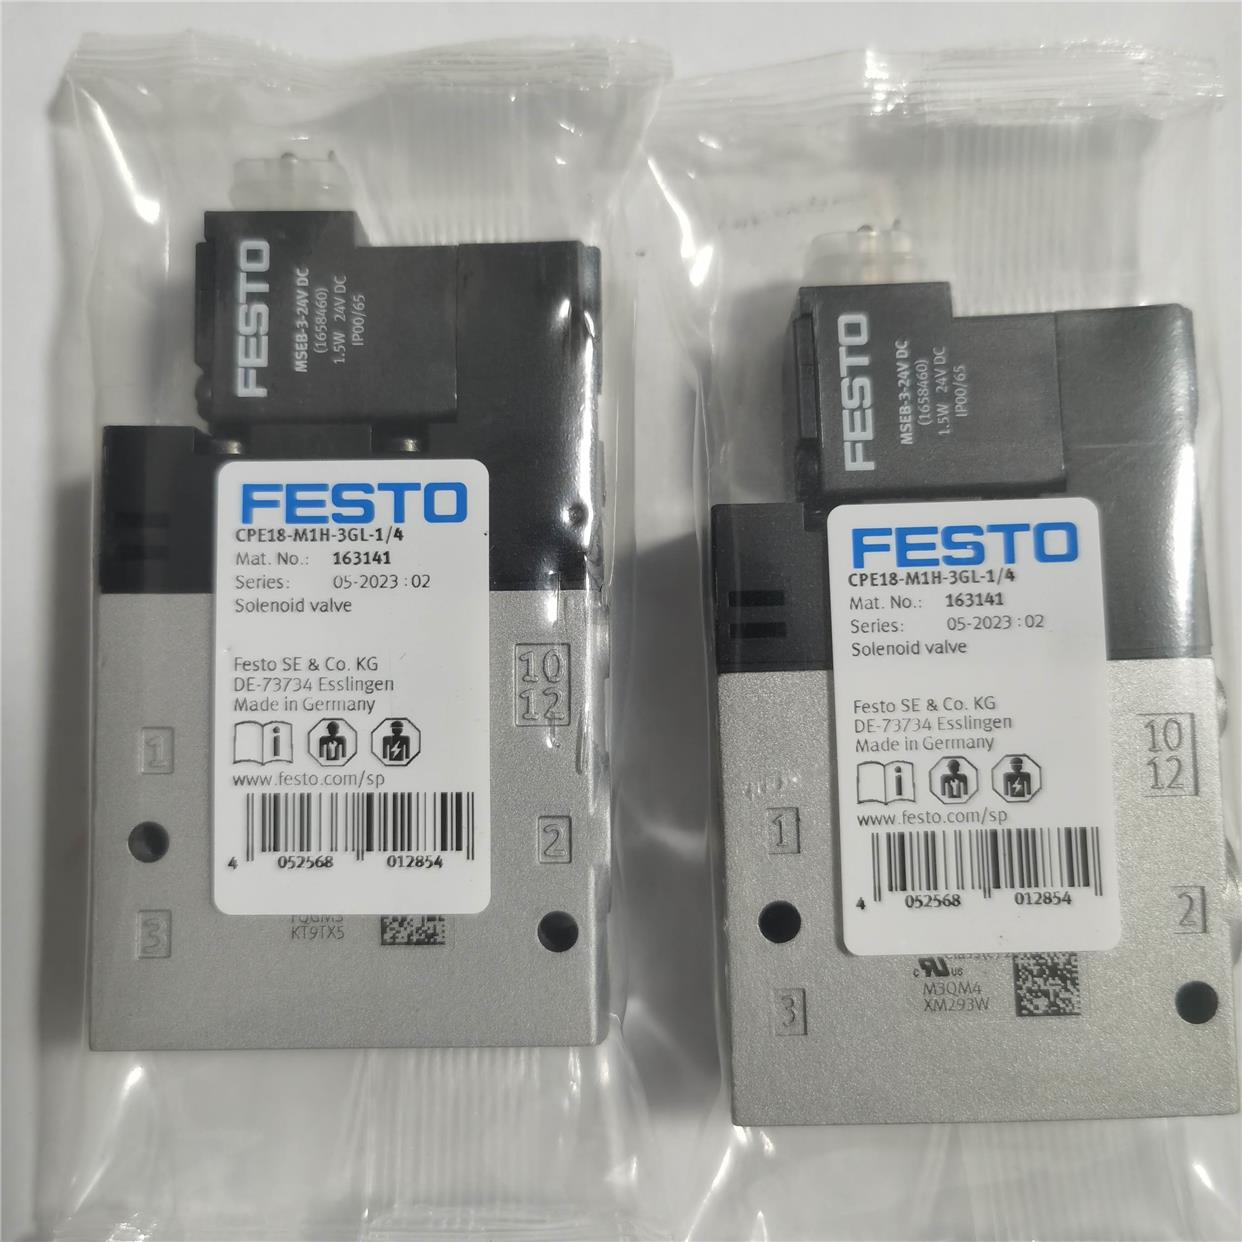 FESTO
MSEB-3-24V DC
(1658460)
1.5W 24V DC
IP00/65
FESTO
CPE18-M1H-3GL-1/4
Mat. No.: 163141
Series: 05-2023 : 02
Solenoid valve
Festo SE & Co. KG
DE-73734 Esslingen
Made in Germany
www.festo.com/sp
4 052568 012854
10
12
1
2
3
KT9TX5
FESTO
MSEB-3-24V DC
(1658460)
1.5W 24V DC
IP00/65
FESTO
CPE18-M1H-3GL-1/4
Mat. No.: 163141
Series: 05-2023 : 02
Solenoid valve
Festo SE & Co. KG
DE-73734 Esslingen
Made in Germany
www.festo.com/sp
4 052568 012854
10
12
1
2
3
M3QM4
XM293W